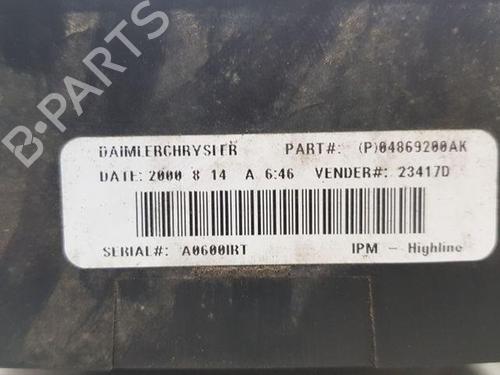 B-PARTS
DAIMLERCHRYSLER PART#: (P)04869200AK
DATE: 2000 8 14 A 6:46 VENDER#: 23417D
SERIAL#: A0600IRT IPM - Highline